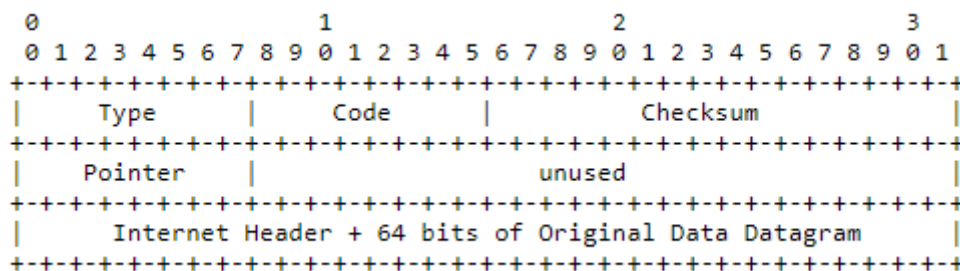 0                   1                   2                   3
 0 1 2 3 4 5 6 7 8 9 0 1 2 3 4 5 6 7 8 9 0 1 2 3 4 5 6 7 8 9 0 1
+-+-+-+-+-+-+-+-+-+-+-+-+-+-+-+-+-+-+-+-+-+-+-+-+-+-+-+-+-+-+-+-+
|     Type      |     Code      |          Checksum             |
+-+-+-+-+-+-+-+-+-+-+-+-+-+-+-+-+-+-+-+-+-+-+-+-+-+-+-+-+-+-+-+-+
|    Pointer    |                   unused                      |
+-+-+-+-+-+-+-+-+-+-+-+-+-+-+-+-+-+-+-+-+-+-+-+-+-+-+-+-+-+-+-+-+
|      Internet Header + 64 bits of Original Data Datagram      |
+-+-+-+-+-+-+-+-+-+-+-+-+-+-+-+-+-+-+-+-+-+-+-+-+-+-+-+-+-+-+-+-+